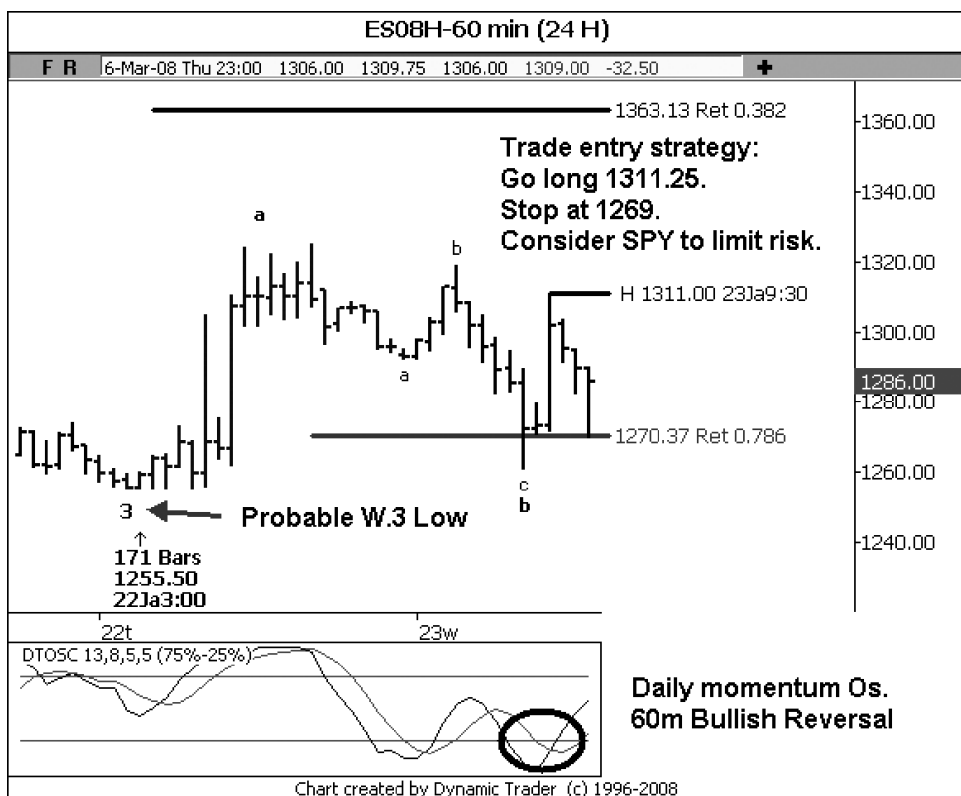 ES08H-60 min (24 H)
F R 6-Mar-08 Thu 23:00 1306.00 1309.75 1306.00 1309.00 -32.50 +
1363.13 Ret 0.382
1360.00
Trade entry strategy:
Go long 1311.25.
Stop at 1269.
Consider SPY to limit risk.
1340.00
a
b
1320.00
H 1311.00 23Ja9:30
1300.00
a
1286.00
1280.00
1270.37 Ret 0.786
1260.00
c
b
3
Probable W.3 Low
↑
171 Bars
1255.50
22Ja3:00
1240.00
22t
23w
DTOSC 13,8,5,5 (75%-25%)
Daily momentum Os.
60m Bullish Reversal
Chart created by Dynamic Trader (c) 1996-2008